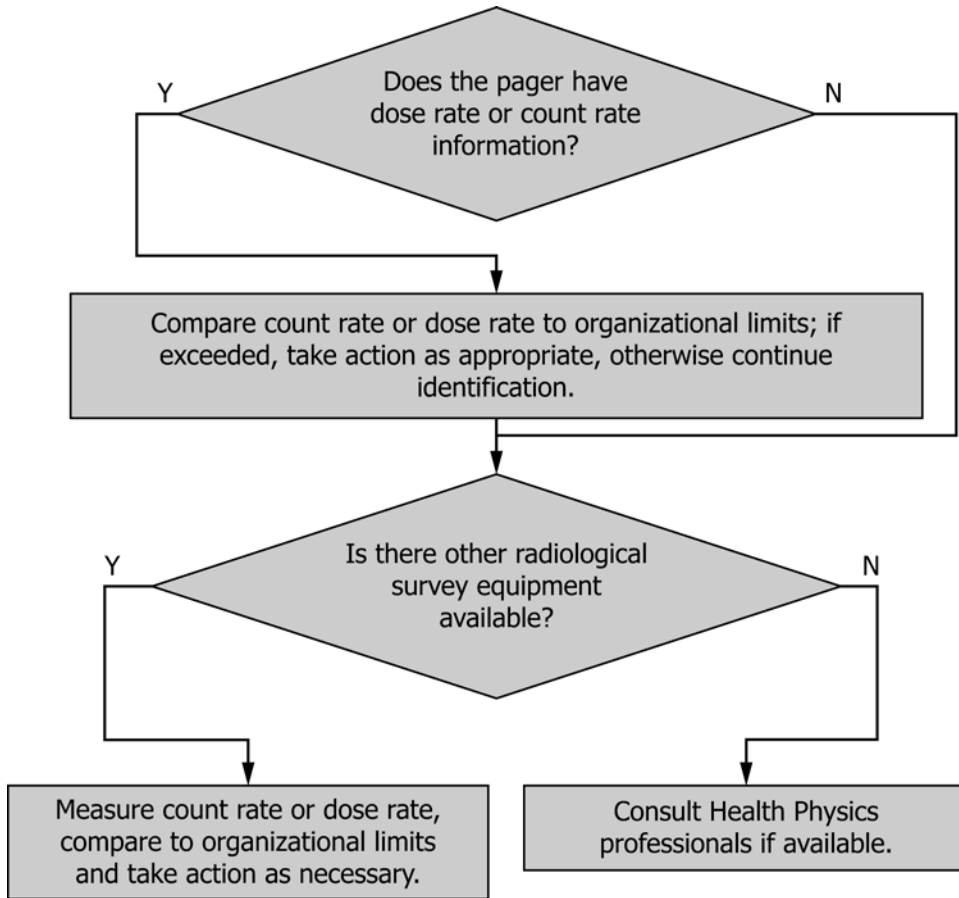 Does the pager have
dose rate or count rate
information?
Y
N
Compare count rate or dose rate to organizational limits; if
exceeded, take action as appropriate, otherwise continue
identification.
Is there other radiological
survey equipment
available?
Y
N
Measure count rate or dose rate,
compare to organizational limits
and take action as necessary.
Consult Health Physics
professionals if available.